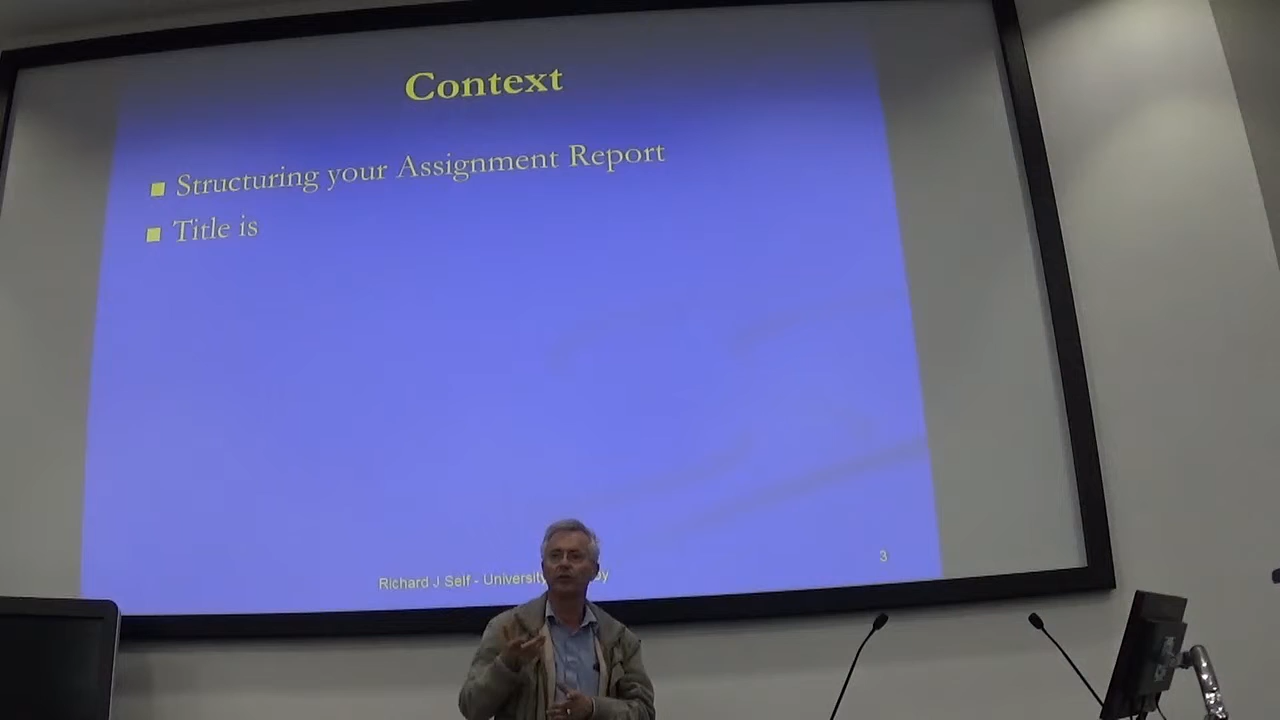 Context
Structuring your Assignment Report
Title is
Richard J Self - University
3